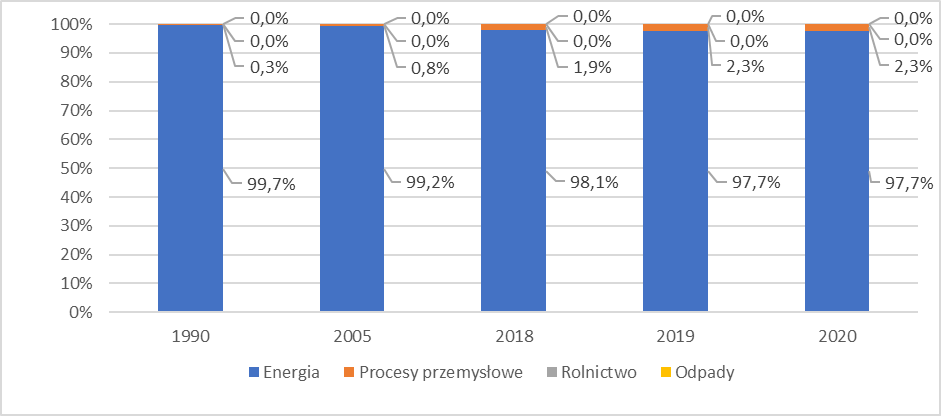 100%
90%
80%
70%
60%
50%
40%
30%
20%
10%
0%
0,0% 0,0% 0,0% 0,0% 0,0%
0,0% 0,0% 0,0% 0,0% 0,0%
0,3% 0,8% 1,9% 2,3% 2,3%
99,7% 99,2% 98,1% 97,7% 97,7%
1990 2005 2018 2019 2020
Energia Procesy przemysłowe Rolnictwo Odpady